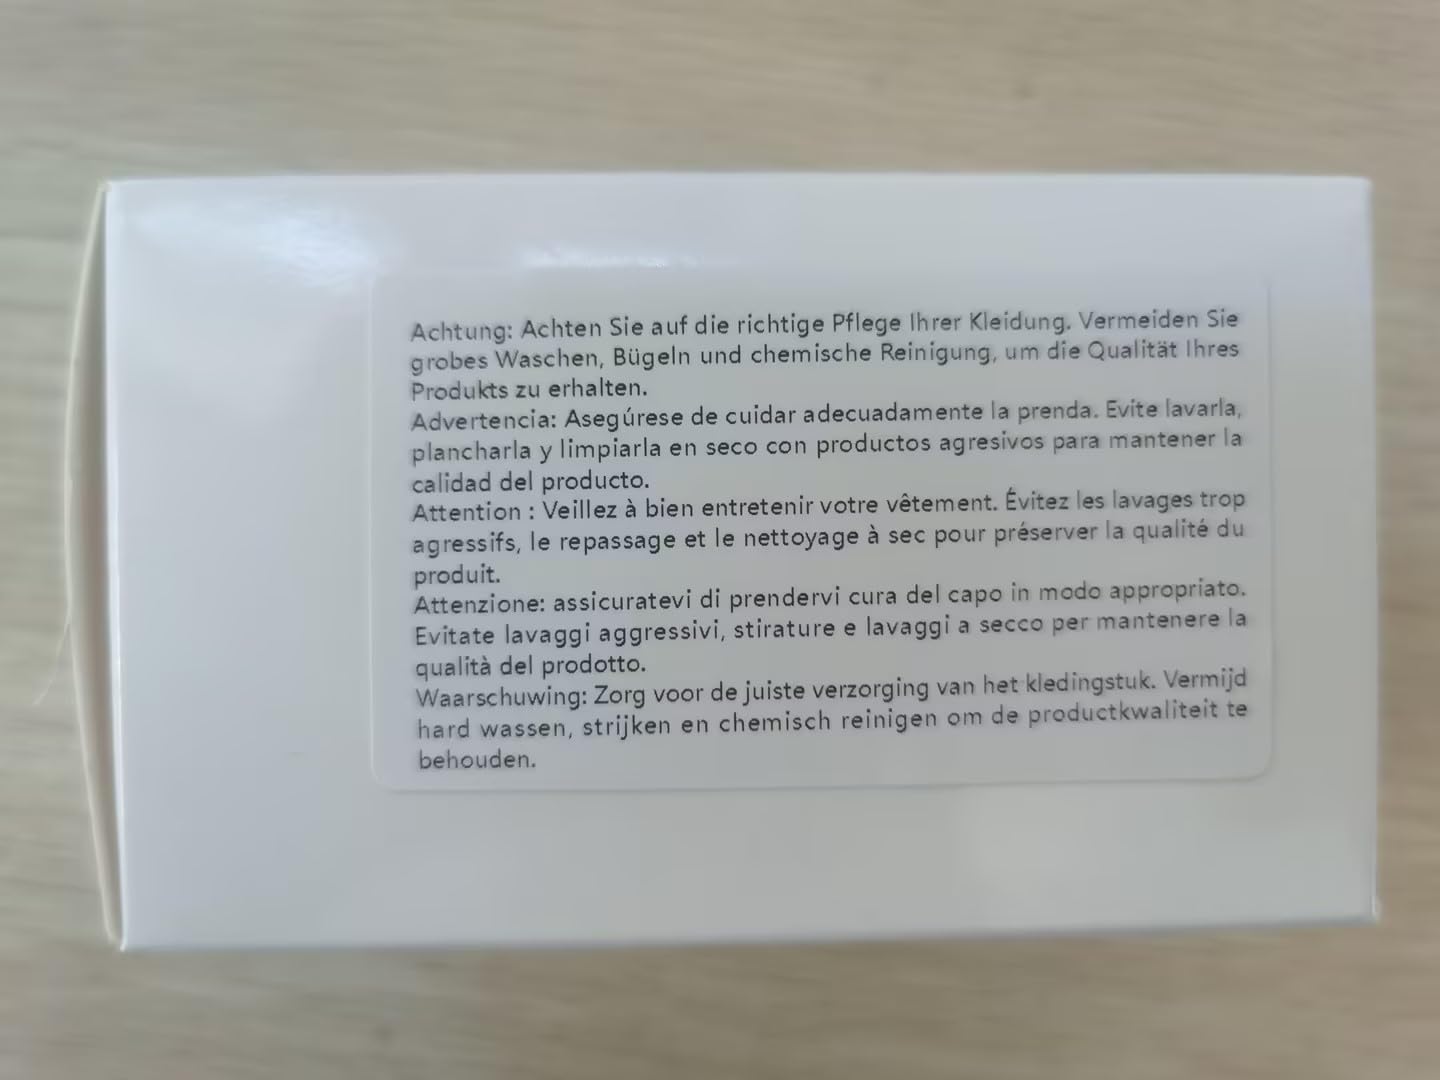 Achtung: Achten Sie auf die richtige Pflege Ihrer Kleidung. Vermeiden Sie
grobes Waschen, Bügeln und chemische Reinigung, um die Qualität Ihres
Produkts zu erhalten.
Advertencia: Asegúrese de cuidar adecuadamente la prenda. Evite lavarla,
plancharla y limpiarla en seco con productos agresivos para mantener la
calidad del producto.
Attention : Veillez à bien entretenir votre vêtement. Évitez les lavages trop
agressifs, le repassage et le nettoyage à sec pour préserver la qualité du
produit.
Attenzione: assicuratevi di prendervi cura del capo in modo appropriato.
Evitate lavaggi aggressivi, stirature e lavaggi a secco per mantenere la
qualità del prodotto.
Waarschuwing: Zorg voor de juiste verzorging van het kledingstuk. Vermijd
hard wassen, strijken en chemisch reinigen om de productkwaliteit te
behouden.